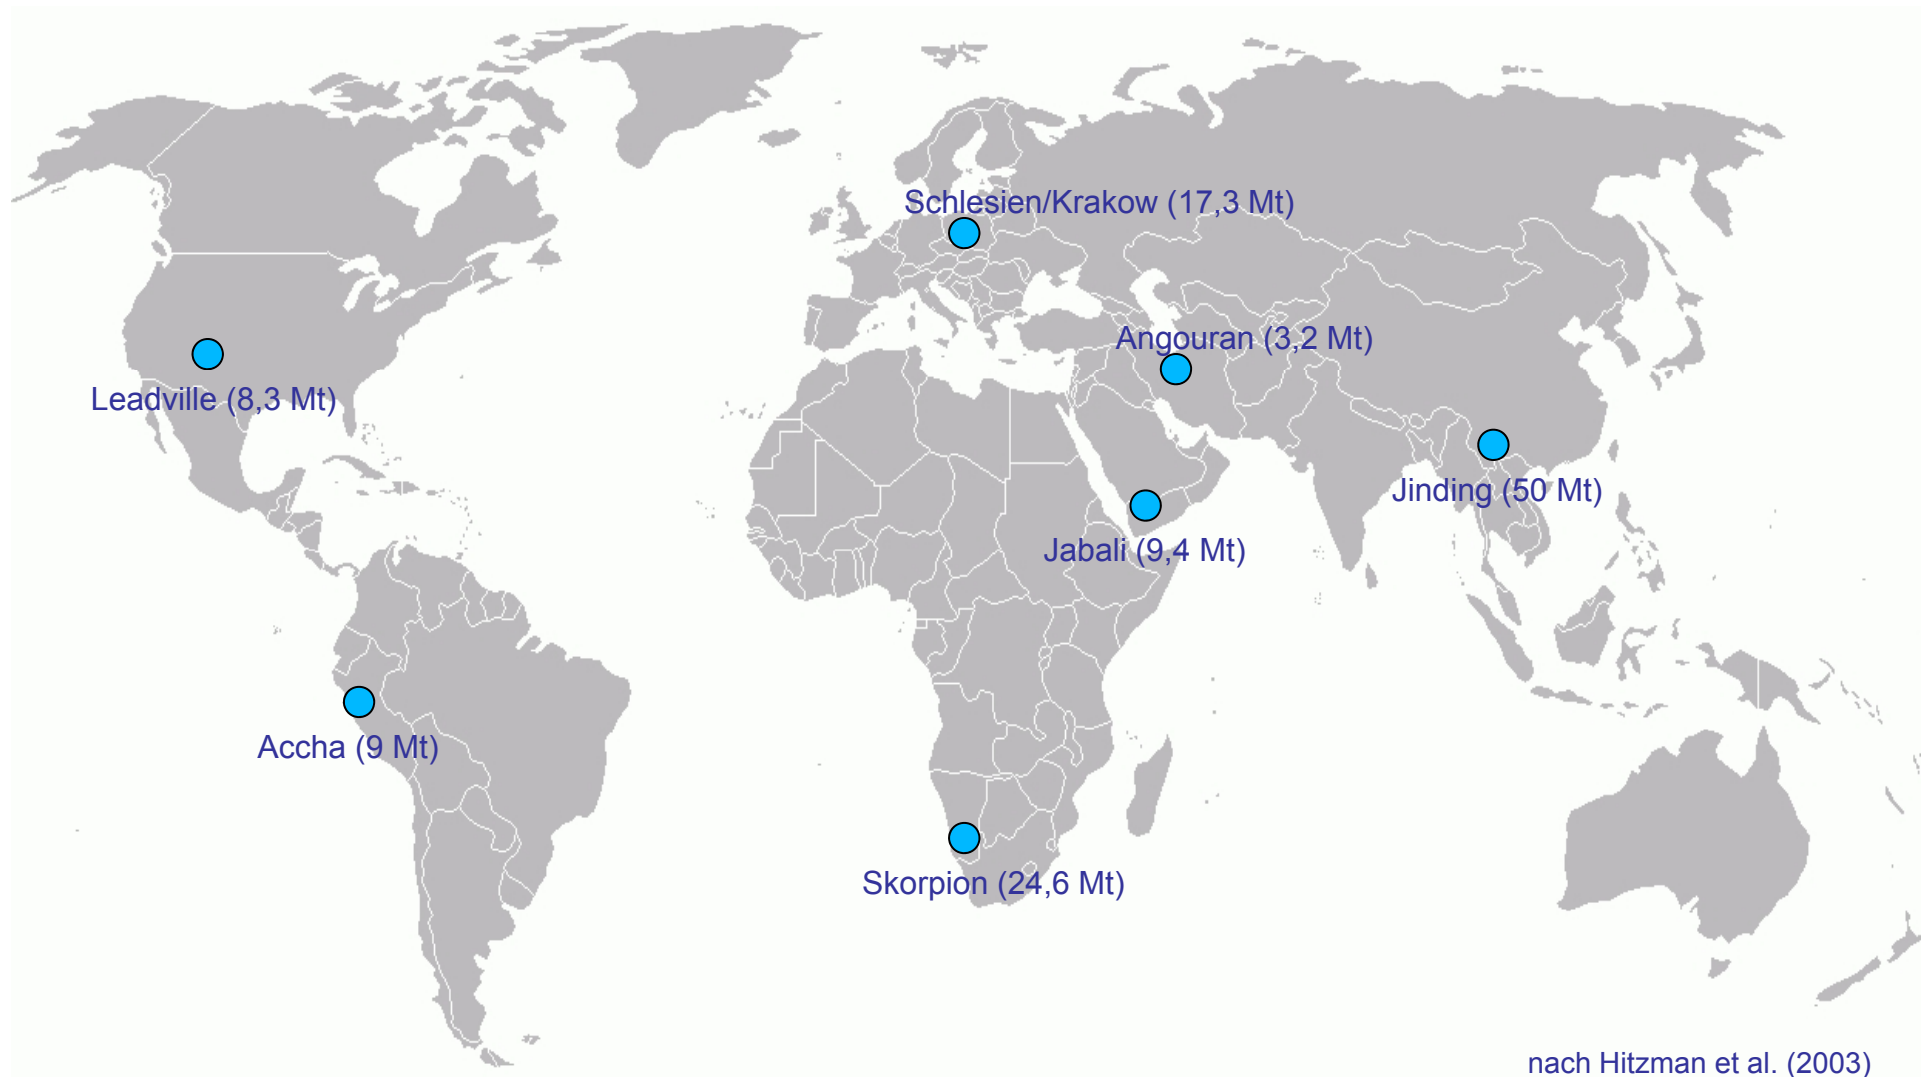 Schlesien/Krakow (17,3 Mt)
Angouran (3,2 Mt)
Leadville (8,3 Mt)
Jinding (50 Mt)
Jabali (9,4 Mt)
Accha (9 Mt)
Skorpion (24,6 Mt)
nach Hitzman et al. (2003)